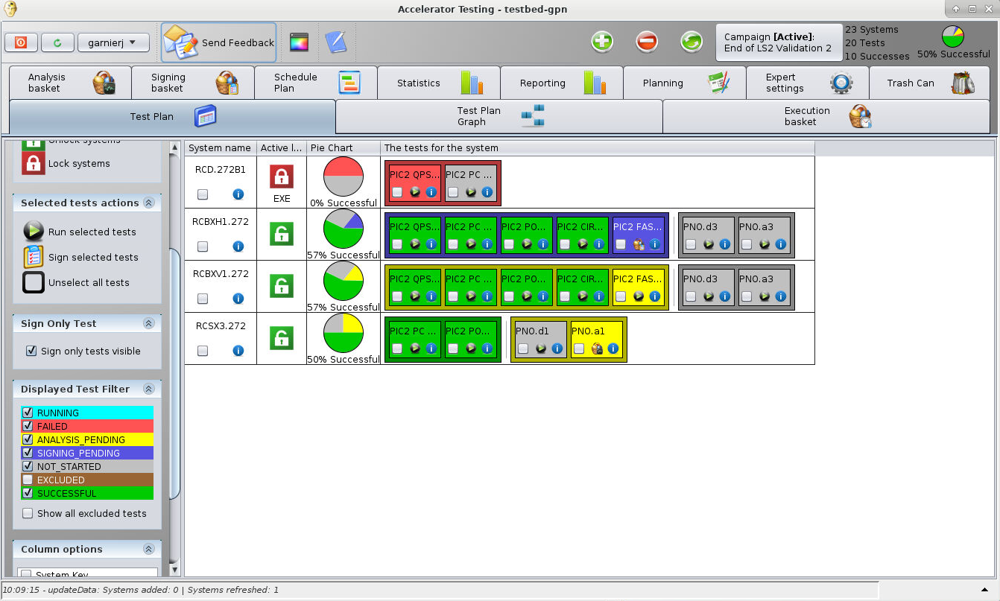 Accelerator Testing - testbed-gpn
garnierj
Send Feedback
Campaign [Active]:
End of LS2 Validation 2
23 Systems
20 Tests
10 Successes
50% Successful
Analysis
basket
Signing
basket
Schedule
Plan
Statistics
Reporting
Planning
Expert
settings
Trash Can
Test Plan
Test Plan
Graph
Execution
basket
Unlock systems
Lock systems
Selected tests actions
Run selected tests
Sign selected tests
Unselect all tests
Sign Only Test
Sign only tests visible
Displayed Test Filter
RUNNING
FAILED
ANALYSIS_PENDING
SIGNING_PENDING
NOT_STARTED
EXCLUDED
SUCCESSFUL
Show all excluded tests
Column options
System Key
System name Active l... Pie Chart The tests for the system
RCD.272B1
EXE
0% Successful
PIC2 QPS... PIC2 PC ...
RCBXH1.272
57% Successful
PIC2 QPS... PIC2 PC ... PIC2 PO... PIC2 CIR... PIC2 FAS... PNO.d3 PNO.a3
RCBXV1.272
57% Successful
PIC2 QPS... PIC2 PC ... PIC2 PO... PIC2 CIR... PIC2 FAS... PNO.d3 PNO.a3
RCSX3.272
50% Successful
PIC2 PC ... PIC2 PO... PNO.d1 PNO.a1
10:09:15 - updateData: Systems added: 0 | Systems refreshed: 1